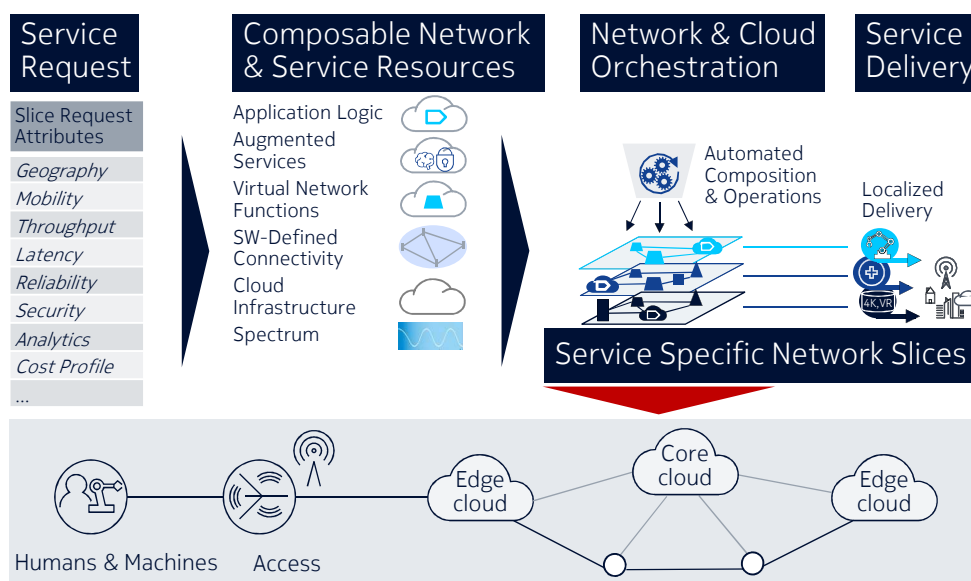 Service
Request
Composable Network
& Service Resources
Network & Cloud
Orchestration
Service
Delivery
Slice Request
Attributes
Geography
Mobility
Throughput
Latency
Reliability
Security
Analytics
Cost Profile
...
Application Logic
Augmented
Services
Virtual Network
Functions
SW-Defined
Connectivity
Cloud
Infrastructure
Spectrum
Automated
Composition
& Operations
Localized
Delivery
4K,VR
Service Specific Network Slices
Humans & Machines
Access
Edge
cloud
Core
cloud
Edge
cloud